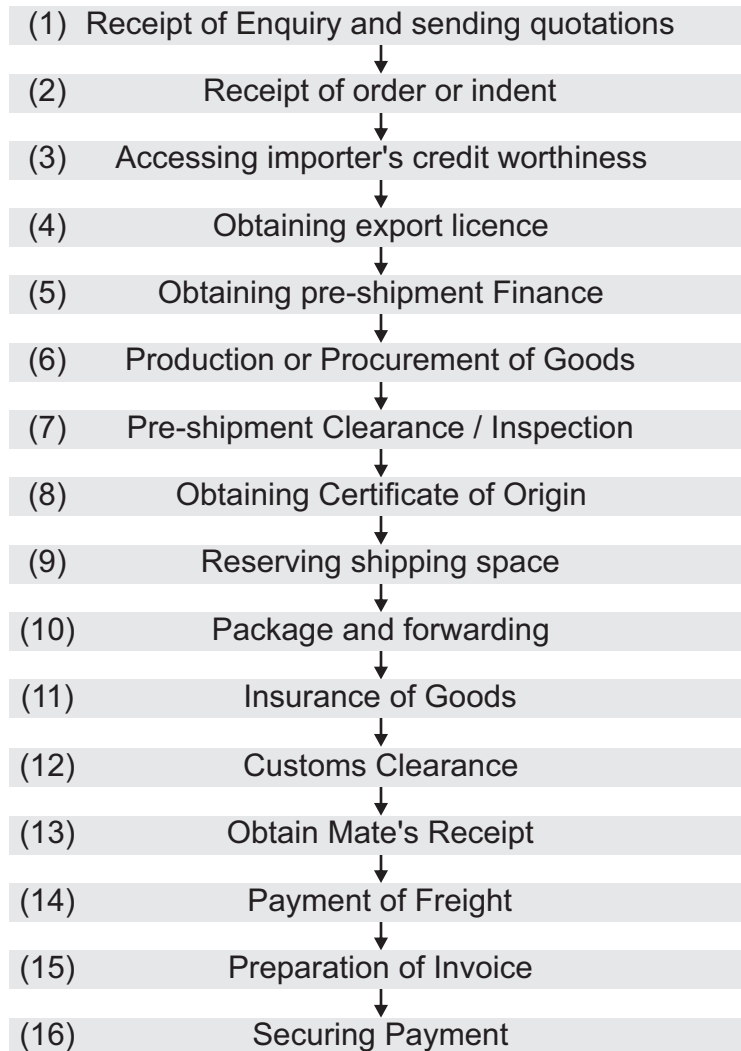 (1) Receipt of Enquiry and sending quotations
(2) Receipt of order or indent
(3) Accessing importer's credit worthiness
(4) Obtaining export licence
(5) Obtaining pre-shipment Finance
(6) Production or Procurement of Goods
(7) Pre-shipment Clearance / Inspection
(8) Obtaining Certificate of Origin
(9) Reserving shipping space
(10) Package and forwarding
(11) Insurance of Goods
(12) Customs Clearance
(13) Obtain Mate's Receipt
(14) Payment of Freight
(15) Preparation of Invoice
(16) Securing Payment